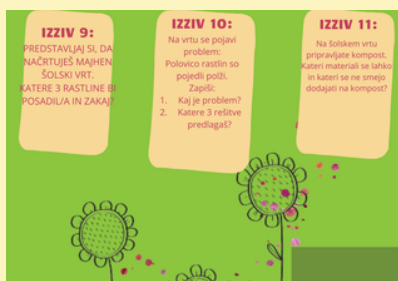 IZZIV 9:
PREDSTAVLJAJ SI, DA
NAČRTUJEŠ MAJHEN
ŠOLSKI VRT.
KATERE 3 RASTLINE BI
POSADIL/A IN ZAKAJ?
IZZIV 10:
Na vrtu se pojavi
problem:
Polovico rastlin so
pojedli polži.
Zapiši:
1. Kaj je problem?
2. Katere 3 rešitve
predlagaš?
IZZIV 11:
Na šolskem vrtu
pripravljate kompost.
Kateri materiali se lahko
in kateri se ne smejo
dodajati na kompost?